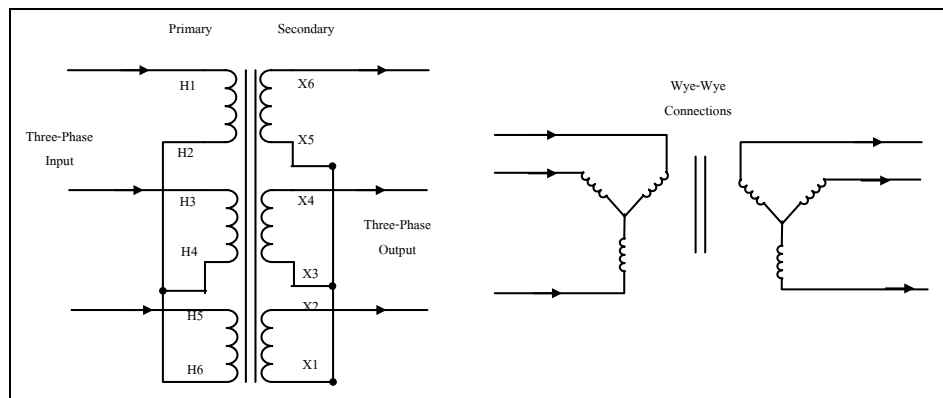 Primary
Secondary
H1
X6
Wye-Wye
Connections
Three-Phase
Input
H2
X5
H3
X4
Three-Phase
Output
H4
X3
H5
X2
H6
X1